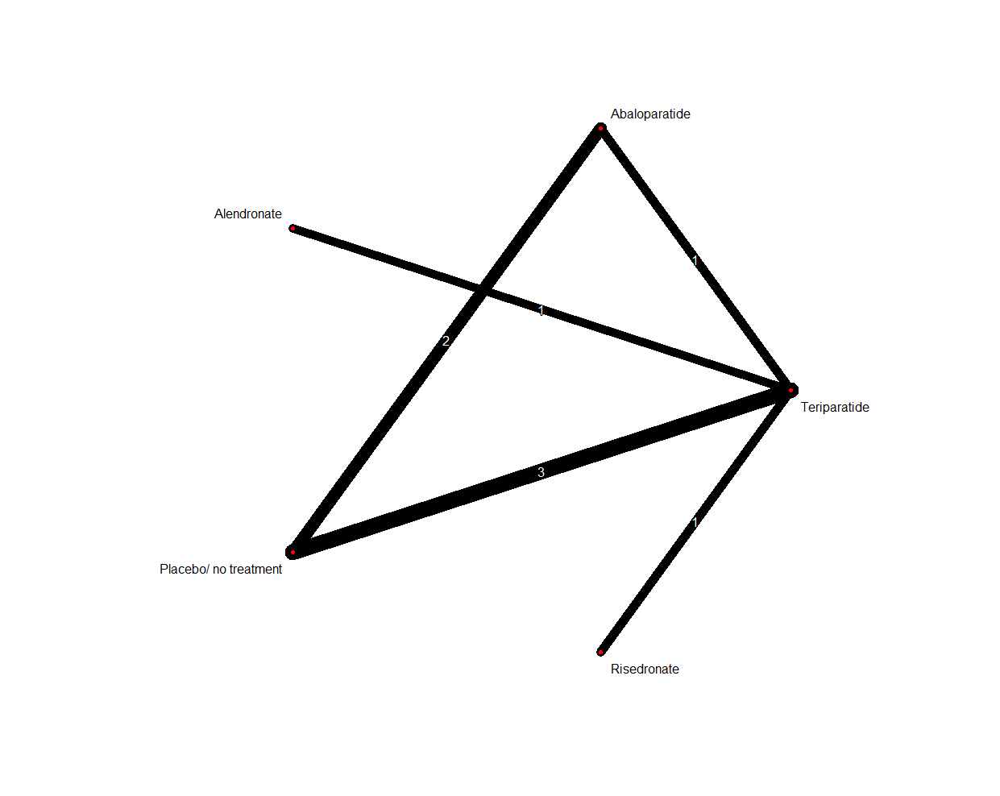 Abaloparatide
Alendronate
1
1
2
Teriparatide
3
1
Placebo/ no treatment
Risedronate